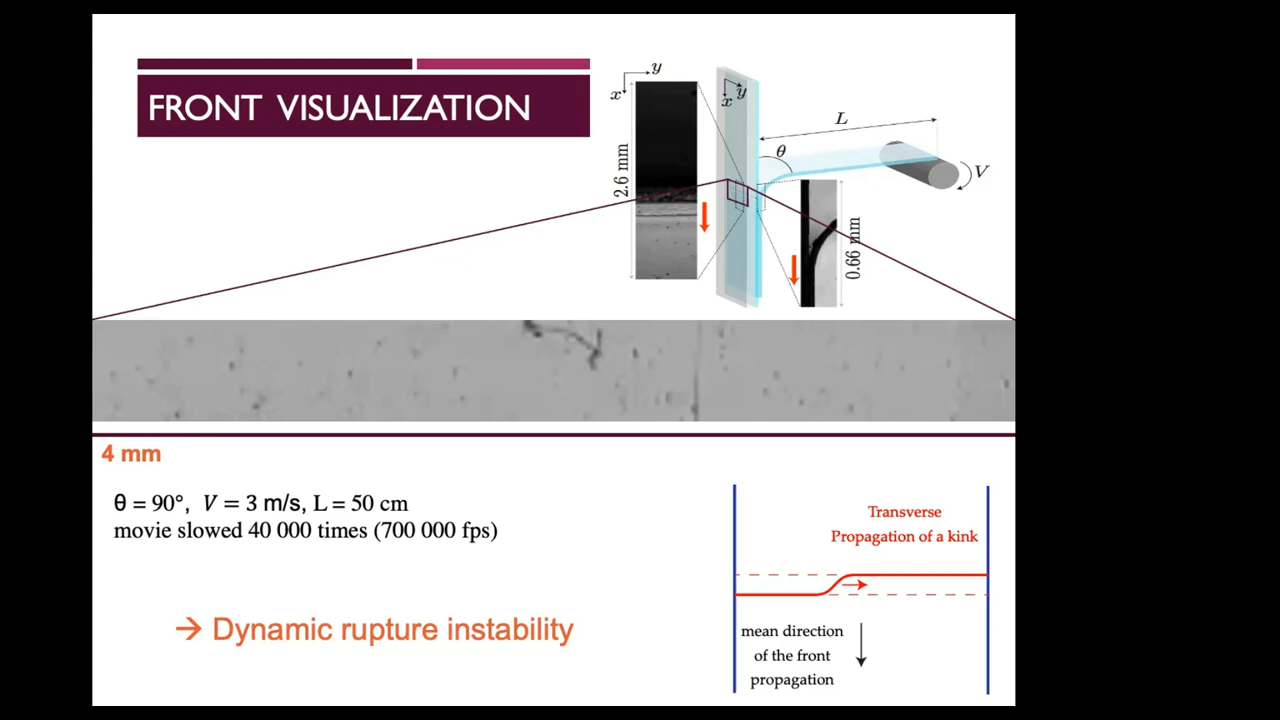 FRONT VISUALIZATION
y
x
2.6 mm
x
y
L
θ
V
0.66 mm
4 mm
θ = 90°, V = 3 m/s, L = 50 cm
movie slowed 40 000 times (700 000 fps)
→ Dynamic rupture instability
Transverse
Propagation of a kink
mean direction
of the front
propagation